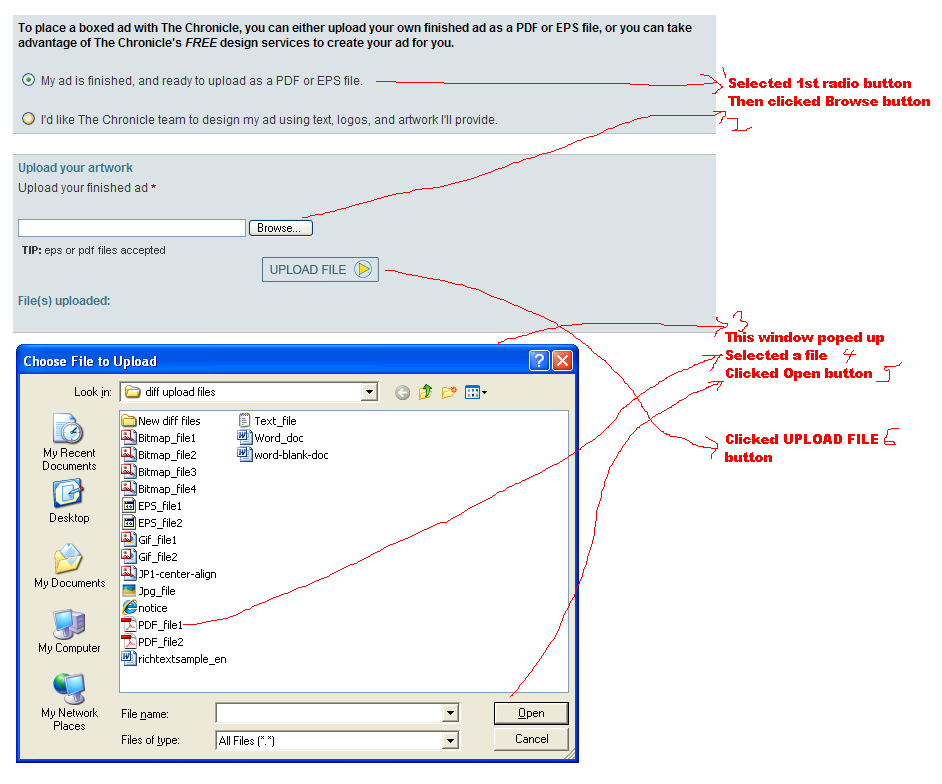 To place a boxed ad with The Chronicle, you can either upload your own finished ad as a PDF or EPS file, or you can take
advantage of The Chronicle's FREE design services to create your ad for you.
My ad is finished, and ready to upload as a PDF or EPS file.
Selected 1st radio button
Then clicked Browse button
I'd like The Chronicle team to design my ad using text, logos, and artwork I'll provide.
Upload your artwork
Upload your finished ad *
Browse...
TIP: eps or pdf files accepted
UPLOAD FILE
File(s) uploaded:
3
This window poped up
Selected a file 4
Clicked Open button 5
Clicked UPLOAD FILE 6
button
Choose File to Upload
Look in: diff upload files
My Recent
Documents
Desktop
My Documents
My Computer
My Network
Places
New diff files
Bitmap_file1
Bitmap_file2
Bitmap_file3
Bitmap_file4
EPS_file1
EPS_file2
Gif_file1
Gif_file2
JP1-center-align
Jpg_file
notice
PDF_file1
PDF_file2
richtextsample_en
Text_file
Word_doc
word-blank-doc
File name:
Open
Files of type: All Files (*.*)
Cancel